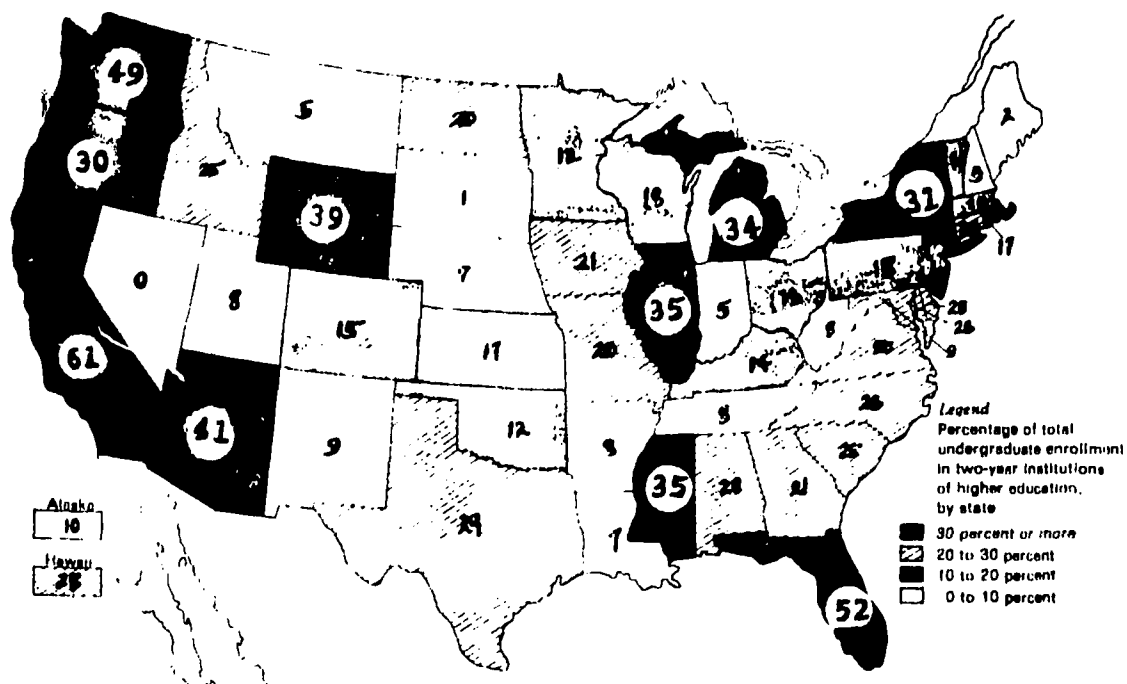 49
5
20
2
30
31
39
1
18
34
17
21
0
8
7
35
5
15
61
17
14
9
8
26
41
9
12
8
25
35
21
29
7
52
Alaska
10
Hawaii
Legend
Percentage of total
undergraduate enrollment
in two-year institutions
of higher education,
by state
30 percent or more
20 to 30 percent
10 to 20 percent
0 to 10 percent